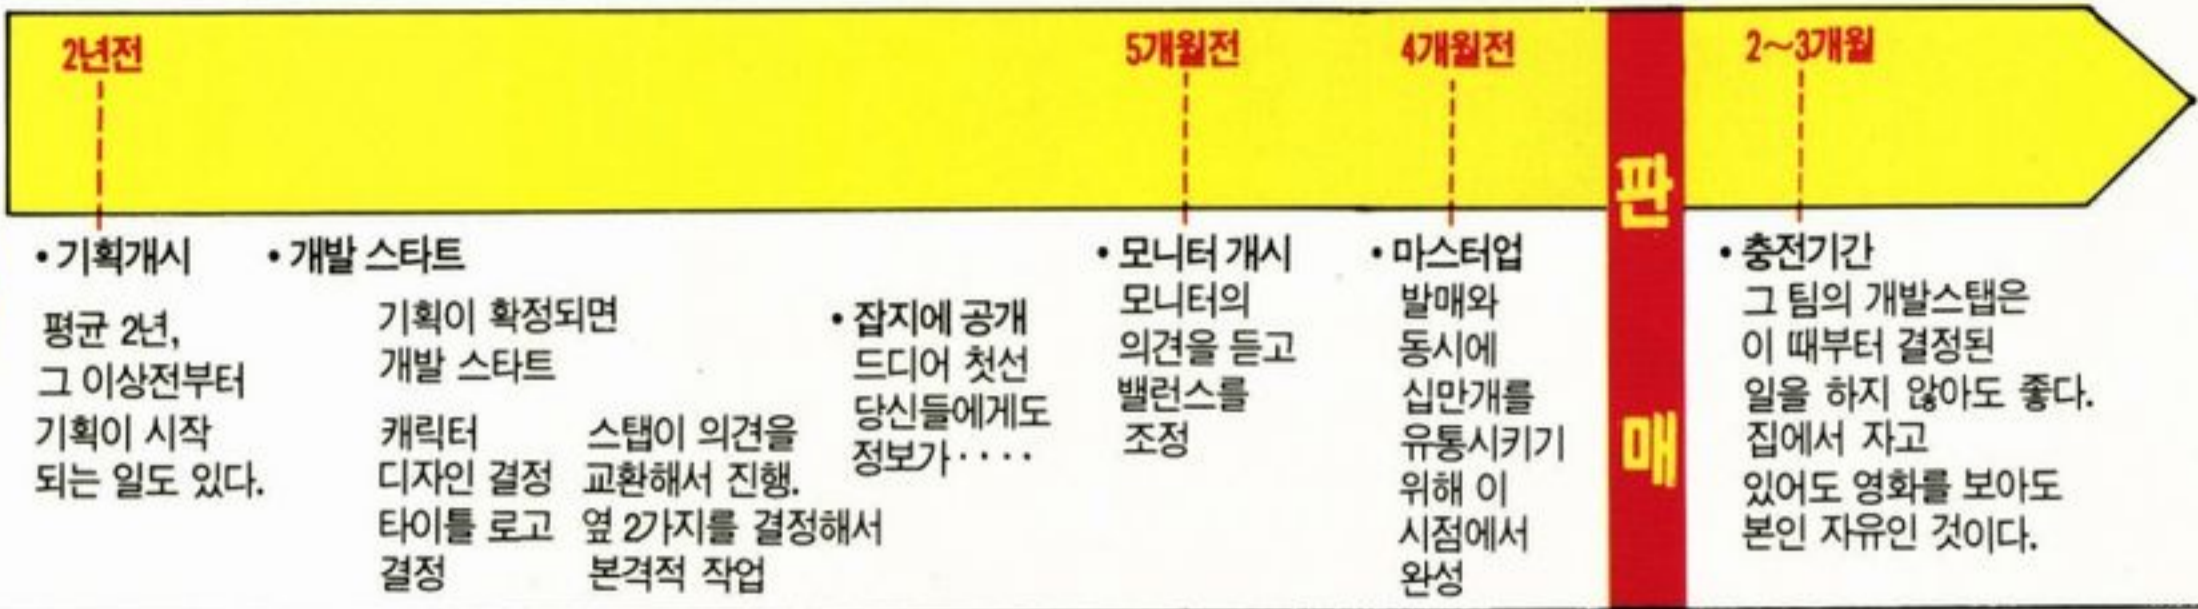 2년전
5개월전
4개월전
2~3개월
판매
• 기획개시
평균 2년,
그 이상전부터
기획이 시작
되는 일도 있다.
• 개발 스타트
기획이 확정되면
개발 스타트
캐릭터
디자인 결정
타이틀 로고
결정
스탭이 의견을
교환해서 진행.
옆 2가지를 결정해서
본격적 작업
• 잡지에 공개
드디어 첫선
당신들에게도
정보가····
• 모니터 개시
모니터의
의견을 듣고
밸런스를
조정
• 마스터업
발매와
동시에
십만개를
유통시키기
위해 이
시점에서
완성
• 충전기간
그 팀의 개발스탭은
이 때부터 결정된
일을 하지 않아도 좋다.
집에서 자고
있어도 영화를 보아도
본인 자유인 것이다.